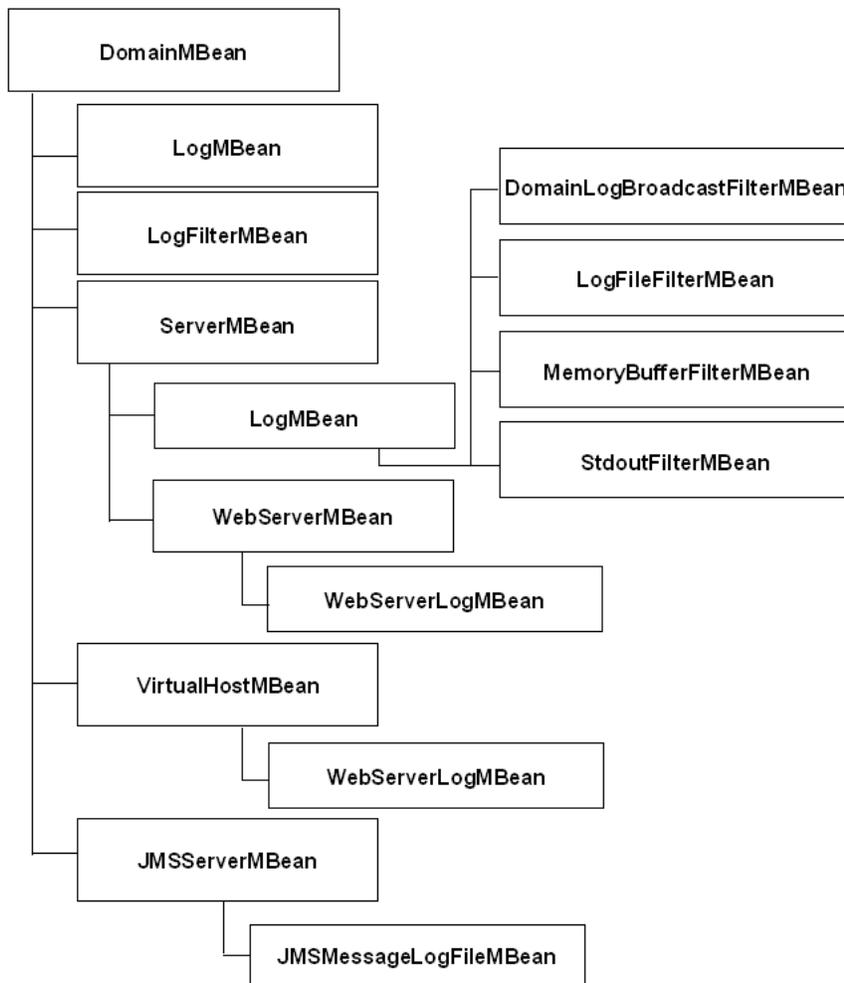 DomainMBean
LogMBean
LogFilterMBean
ServerMBean
LogMBean
DomainLogBroadcastFilterMBean
LogFileFilterMBean
MemoryBufferFilterMBean
StdoutFilterMBean
WebServerMBean
WebServerLogMBean
VirtualHostMBean
WebServerLogMBean
JMSServerMBean
JMSMessageLogFileMBean